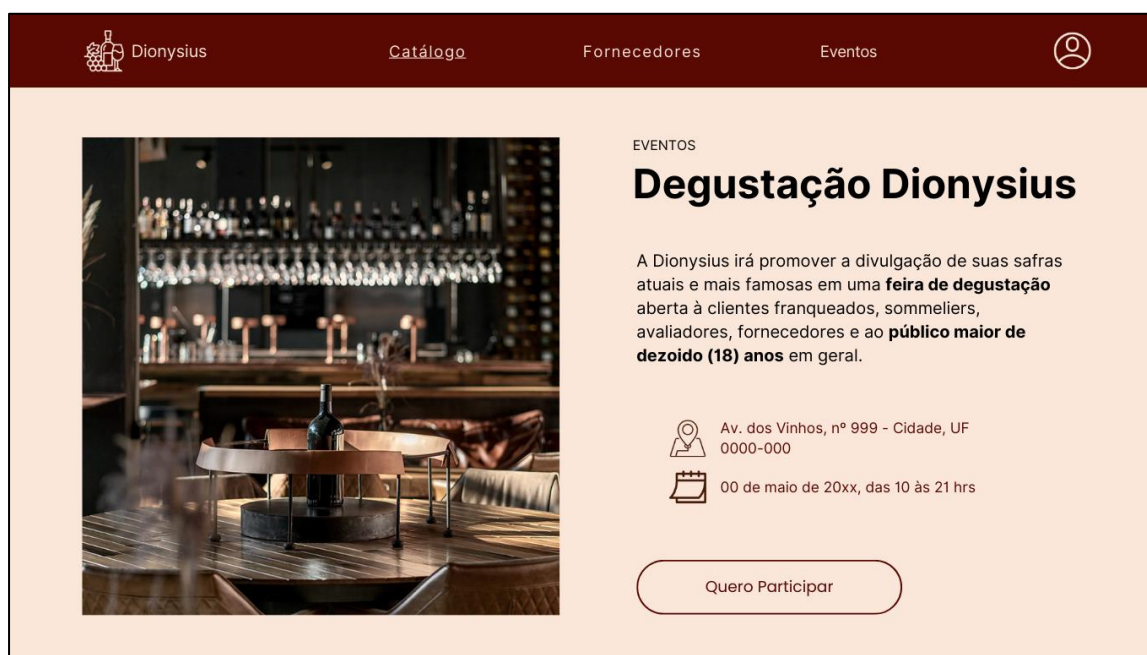 Dionysius
Catálogo
Fornecedores
Eventos
EVENTOS
Degustação Dionysius
A Dionysius irá promover a divulgação de suas safras
atuais e mais famosas em uma feira de degustação
aberta à clientes franqueados, sommeliers,
avaliadores, fornecedores e ao público maior de
dezoido (18) anos em geral.
Av. dos Vinhos, nº 999 - Cidade, UF
0000-000
00 de maio de 20xx, das 10 às 21 hrs
Quero Participar